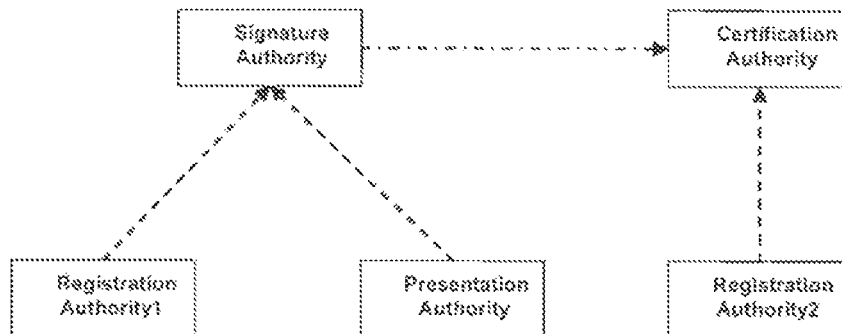 Signature
Authority
Certification
Authority
Registration
Authority1
Presentation
Authority
Registration
Authority2